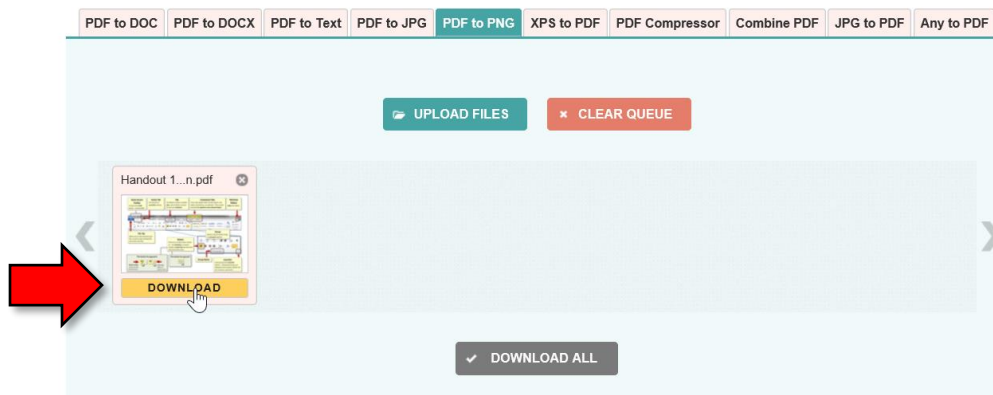 PDF to DOC PDF to DOCX PDF to Text PDF to JPG PDF to PNG XPS to PDF PDF Compressor Combine PDF JPG to PDF Any to PDF
UPLOAD FILES CLEAR QUEUE
Handout 1...n.pdf
DOWNLOAD
DOWNLOAD ALL